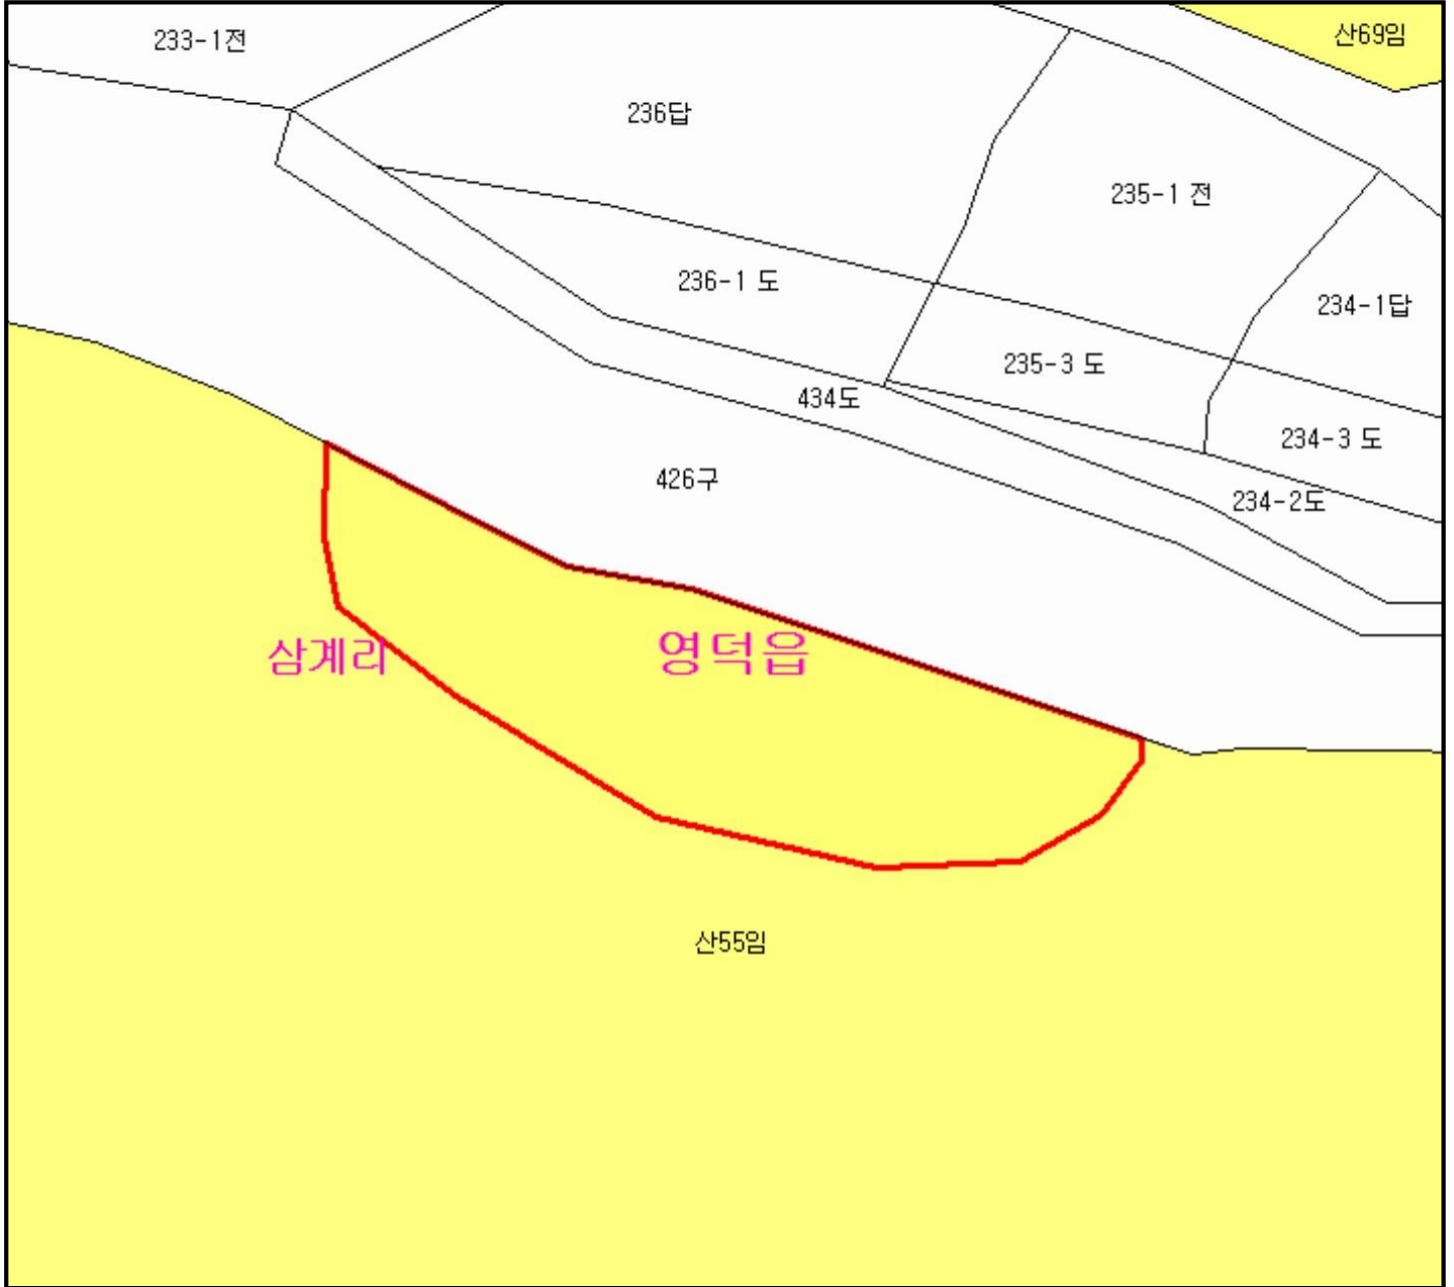 233-1전
산69임
236답
235-1 전
236-1 도
234-1답
235-3 도
434도
234-3 도
426구
234-2도
삼계리
영덕읍
산55임